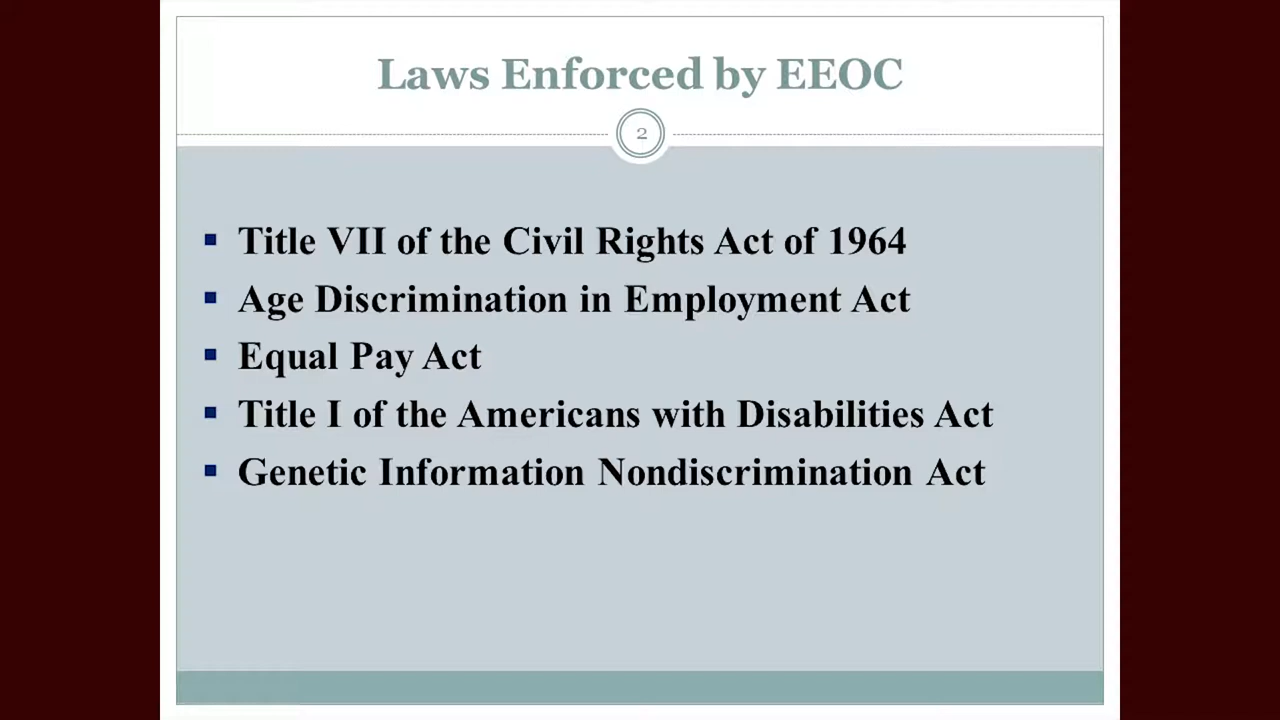 Laws Enforced by EEOC
2
Title VII of the Civil Rights Act of 1964
Age Discrimination in Employment Act
Equal Pay Act
Title I of the Americans with Disabilities Act
Genetic Information Nondiscrimination Act